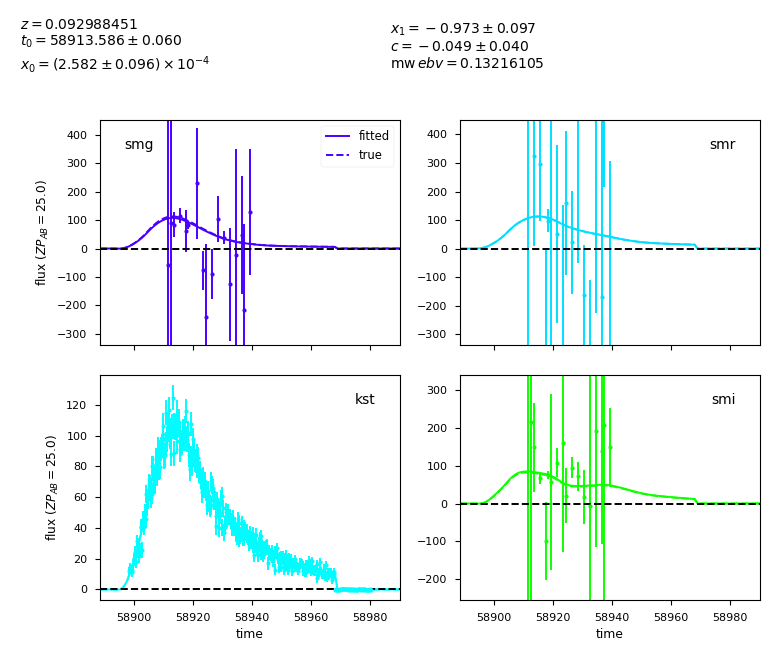 z = 0.092988451
t₀ = 58913.586 ± 0.060
x₀ = (2.582 ± 0.096) × 10⁻⁴
x₁ = −0.973 ± 0.097
c = −0.049 ± 0.040
mw ebv = 0.13216105
smg
fitted
true
400
300
200
100
0
−100
−200
−300
flux (ZP_AB = 25.0)
smr
400
300
200
100
0
−100
−200
−300
kst
120
100
80
60
40
20
0
flux (ZP_AB = 25.0)
58900 58920 58940 58960 58980
time
smi
300
200
100
0
−100
−200
58900 58920 58940 58960 58980
time